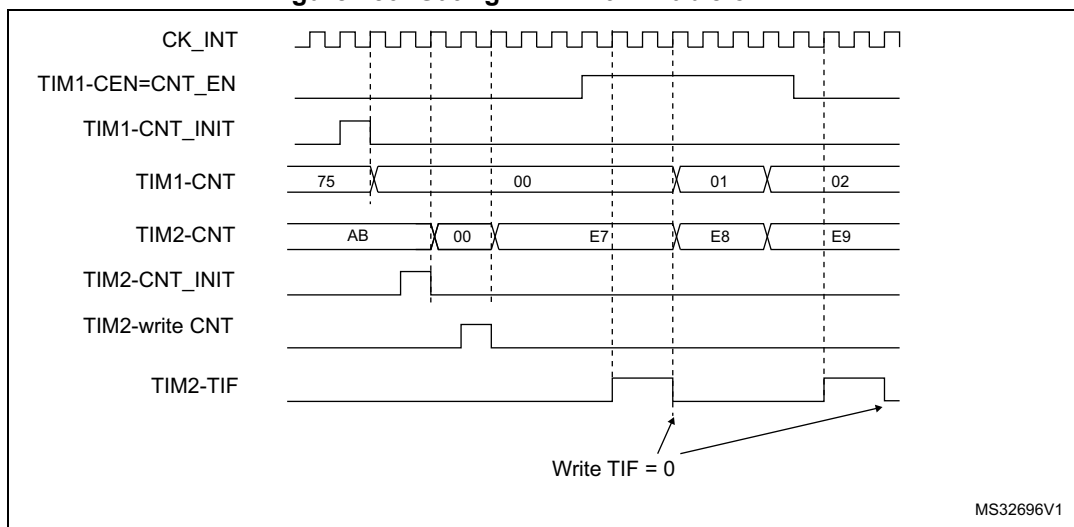 CK_INT
TIM1-CEN=CNT_EN
TIM1-CNT_INIT
TIM1-CNT 75 00 01 02
TIM2-CNT AB 00 E7 E8 E9
TIM2-CNT_INIT
TIM2-write CNT
TIM2-TIF
Write TIF = 0
MS32696V1